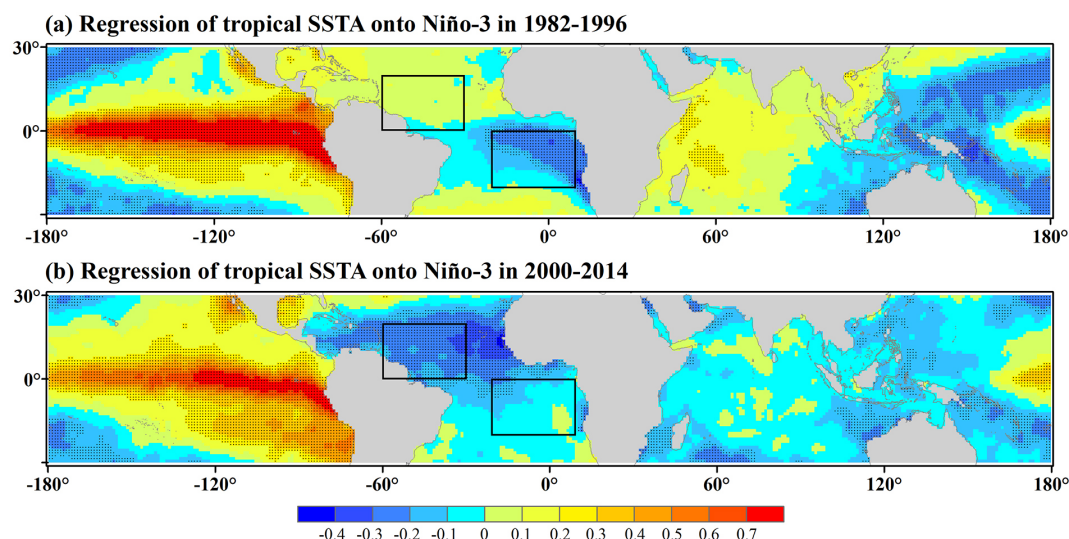 (a) Regression of tropical SSTA onto Niño-3 in 1982-1996
30°
0°
-180° -120° -60° 0° 60° 120° 180°
(b) Regression of tropical SSTA onto Niño-3 in 2000-2014
30°
0°
-180° -120° -60° 0° 60° 120° 180°
-0.4 -0.3 -0.2 -0.1 0 0.1 0.2 0.3 0.4 0.5 0.6 0.7